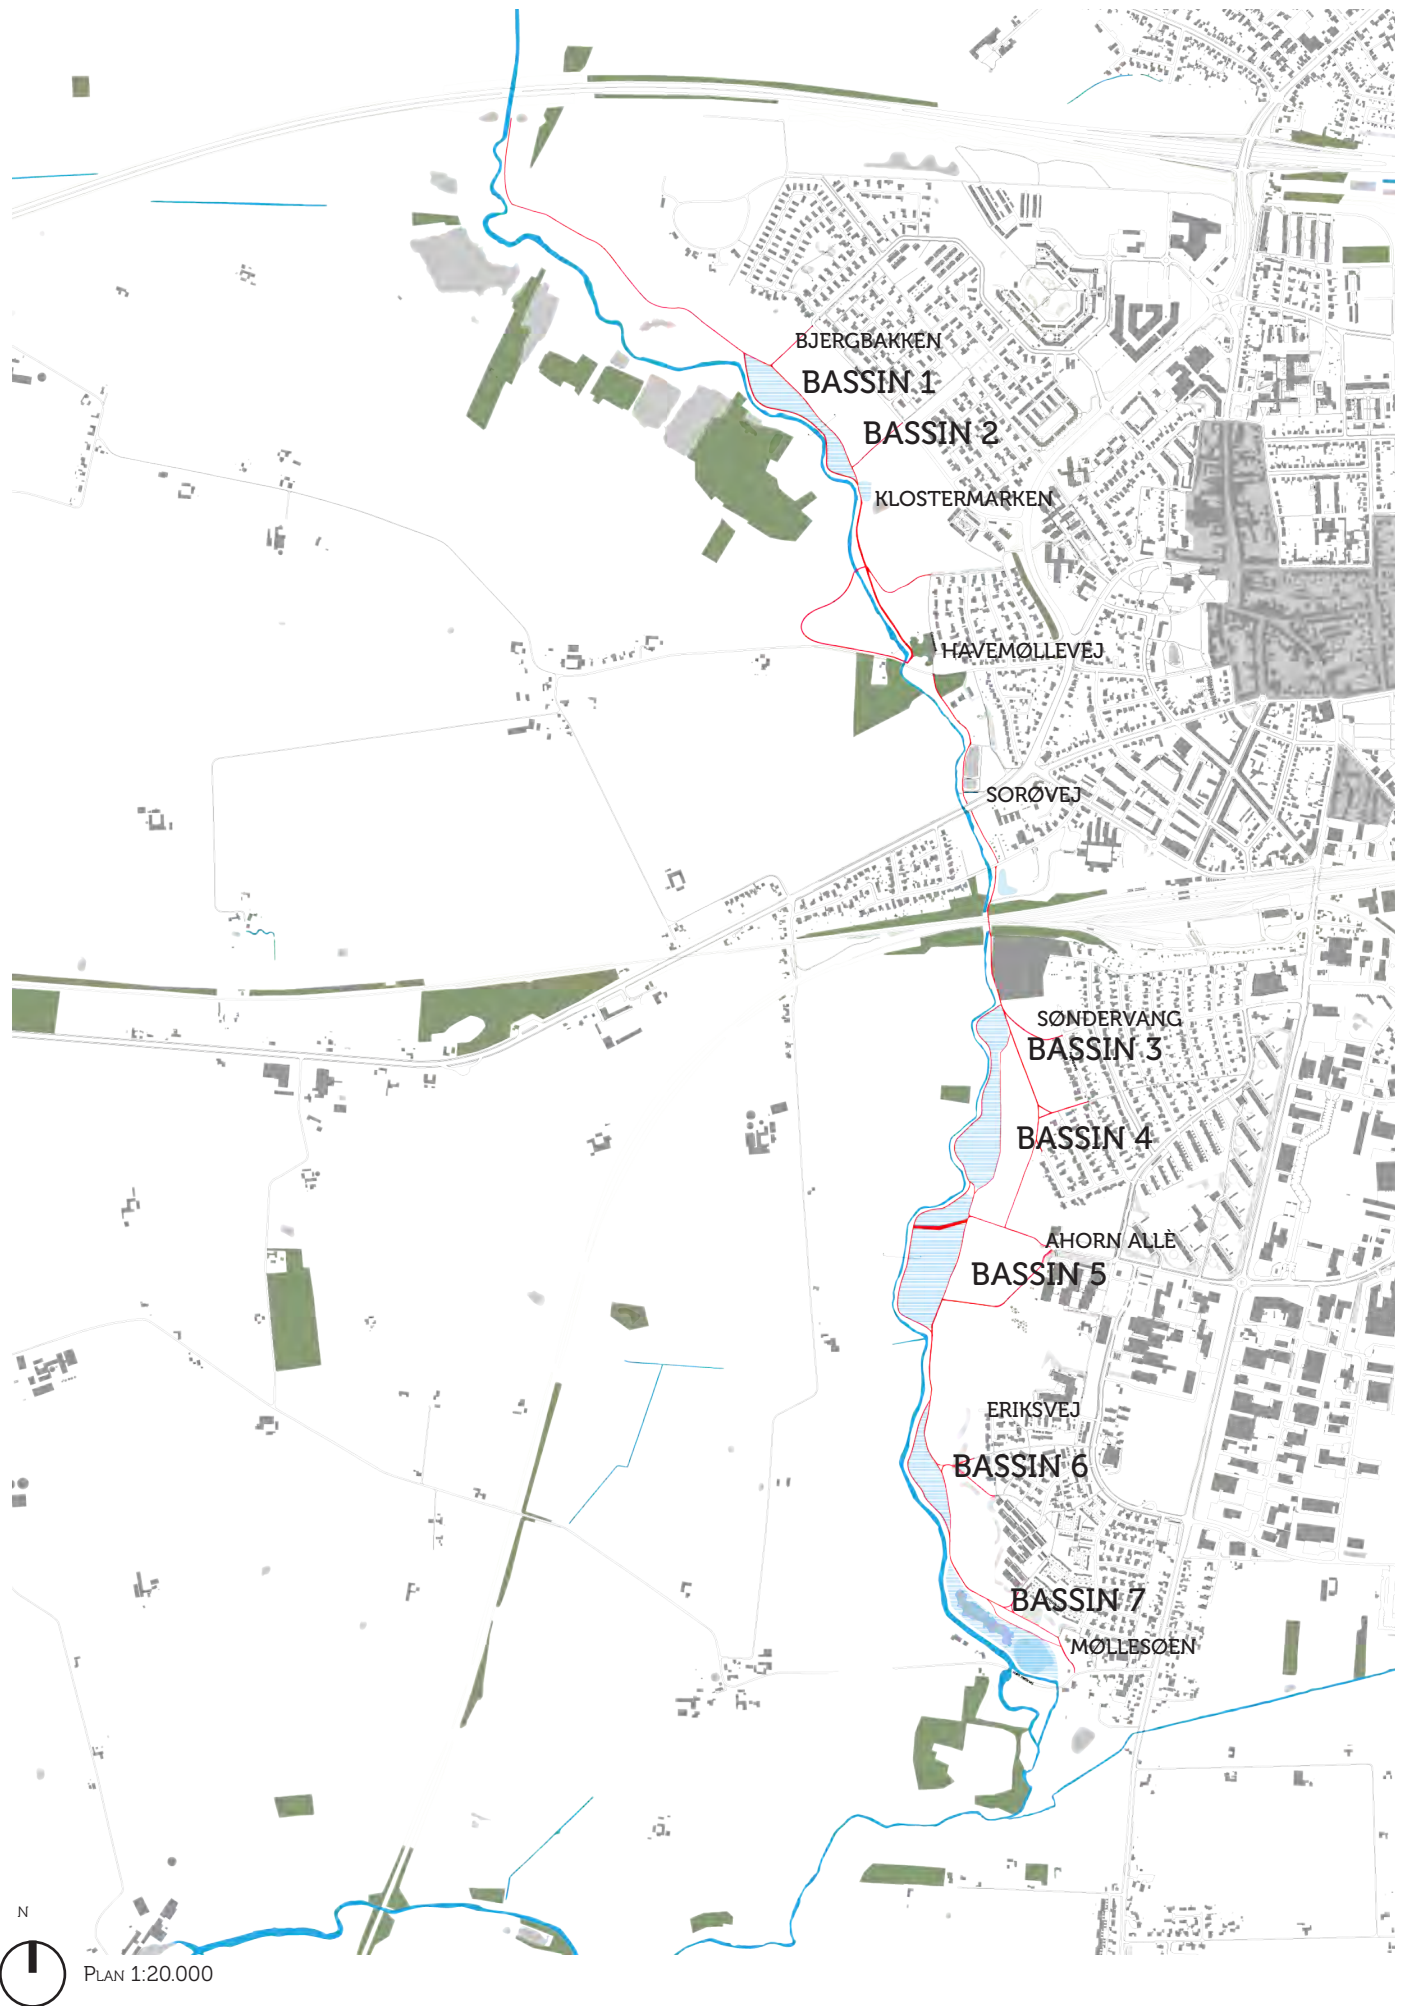 BJERGBAKKEN
BASSIN 1
BASSIN 2
KLOSTERMARKEN
HAVEMØLLEVEJ
SORØVEJ
SØNDERVANG
BASSIN 3
BASSIN 4
AHORN ALLÈ
BASSIN 5
ERIKSVEJ
BASSIN 6
BASSIN 7
MØLLESØEN
N
PLAN 1:20.000